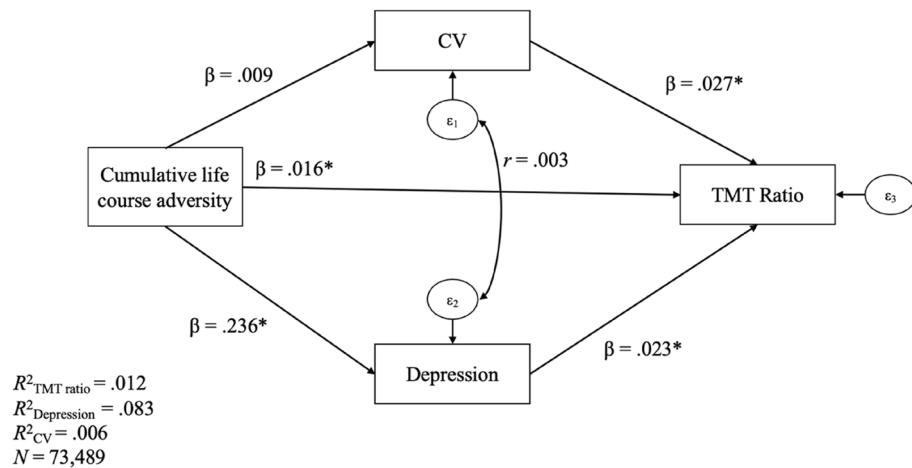 CV
β = .009
β = .027*
ε₁
r = .003
Cumulative life
course adversity
β = .016*
TMT Ratio
ε₃
ε₂
β = .236*
β = .023*
Depression
R²TMT ratio = .012
R²Depression = .083
R²CV = .006
N = 73,489